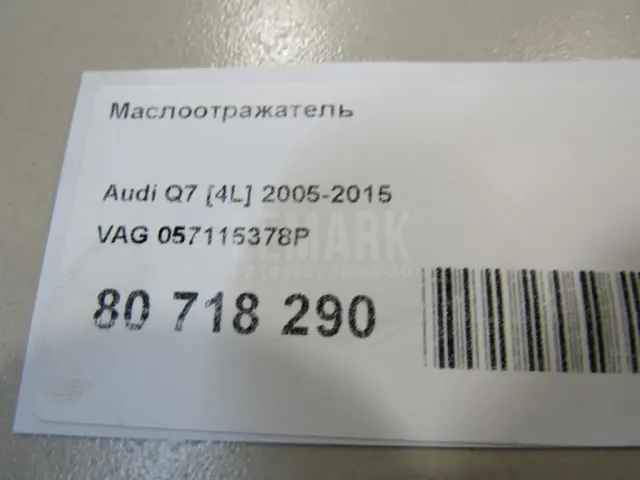 Маслоотражатель
Audi Q7 [4L] 2005-2015
VAG 057115378P
80 718 290